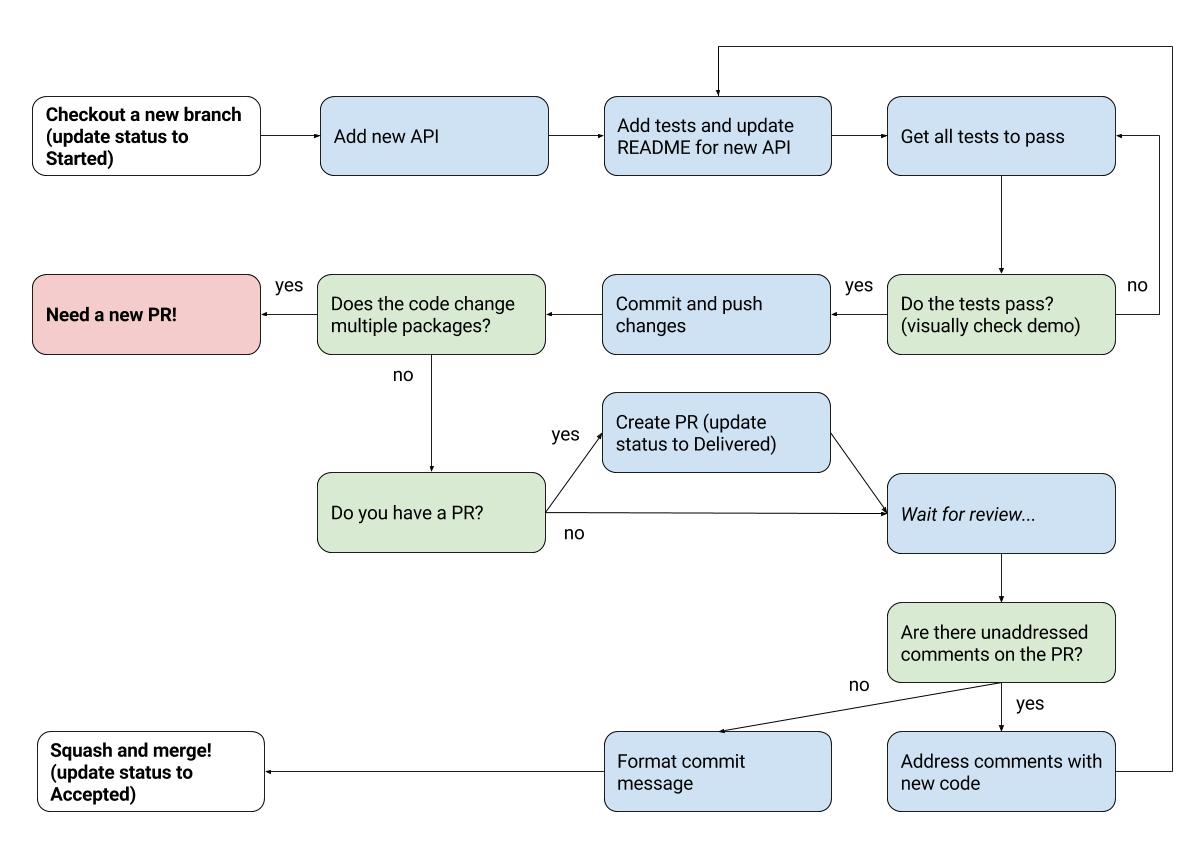 Checkout a new branch
(update status to
Started)
Add new API
Add tests and update
README for new API
Get all tests to pass
Need a new PR!
yes
Does the code change
multiple packages?
Commit and push
changes
yes
Do the tests pass?
(visually check demo)
no
no
Create PR (update
status to Delivered)
yes
Do you have a PR?
no
Wait for review...
Are there unaddressed
comments on the PR?
no
yes
Squash and merge!
(update status to
Accepted)
Format commit
message
Address comments with
new code